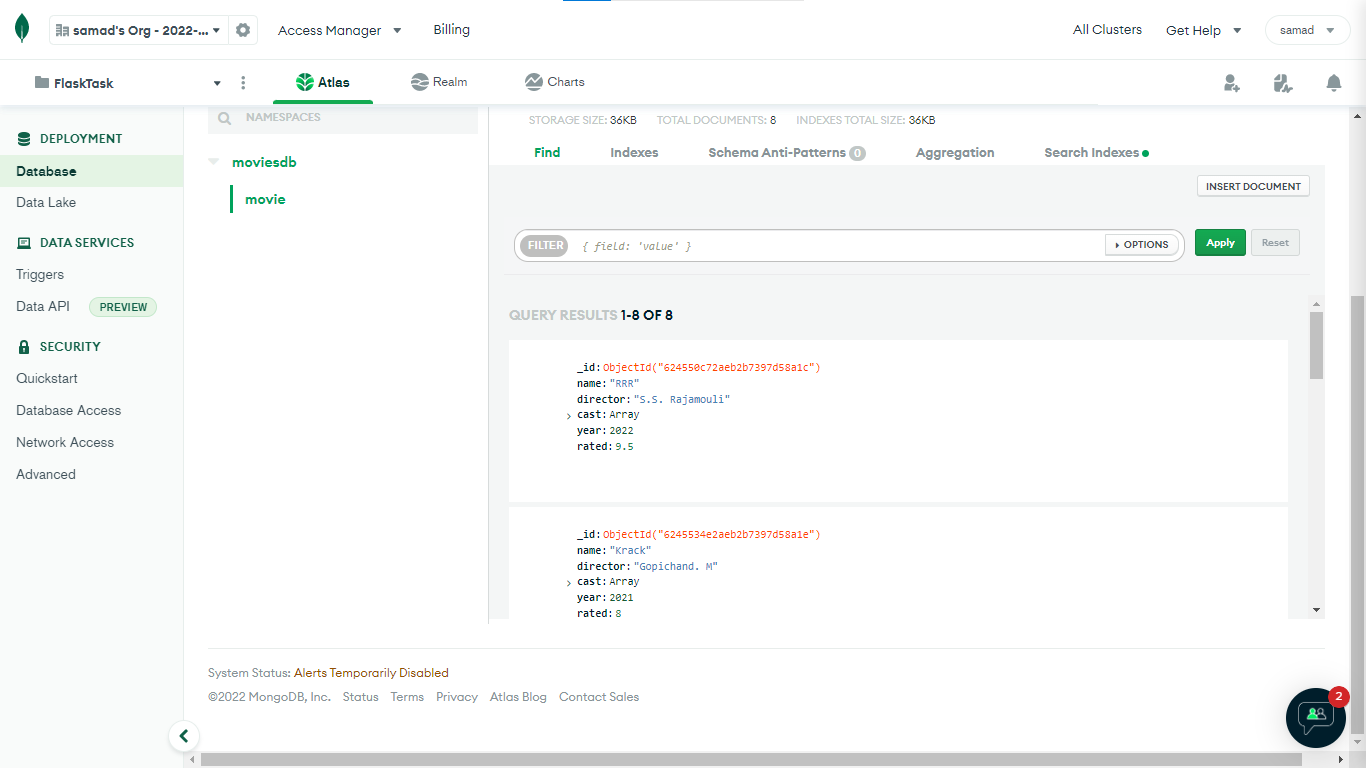 samad's Org - 2022-...
Access Manager
Billing
All Clusters
Get Help
samad
FlaskTask
Atlas
Realm
Charts
DEPLOYMENT
Database
Data Lake
DATA SERVICES
Triggers
Data API PREVIEW
SECURITY
Quickstart
Database Access
Network Access
Advanced
NAMESPACES
moviesdb
movie
STORAGE SIZE: 36KB TOTAL DOCUMENTS: 8 INDEXES TOTAL SIZE: 36KB
Find Indexes Schema Anti-Patterns 0 Aggregation Search Indexes
INSERT DOCUMENT
FILTER { field: 'value' } OPTIONS Apply Reset
QUERY RESULTS 1-8 OF 8
_id: ObjectId("624550c72aeb2b7397d58a1c")
name: "RRR"
director: "S.S. Rajamouli"
cast: Array
year: 2022
rated: 9.5
_id: ObjectId("6245534e2aeb2b7397d58a1e")
name: "Krack"
director: "Gopichand. M"
cast: Array
year: 2021
rated: 8
System Status: Alerts Temporarily Disabled
©2022 MongoDB, Inc. Status Terms Privacy Atlas Blog Contact Sales
2